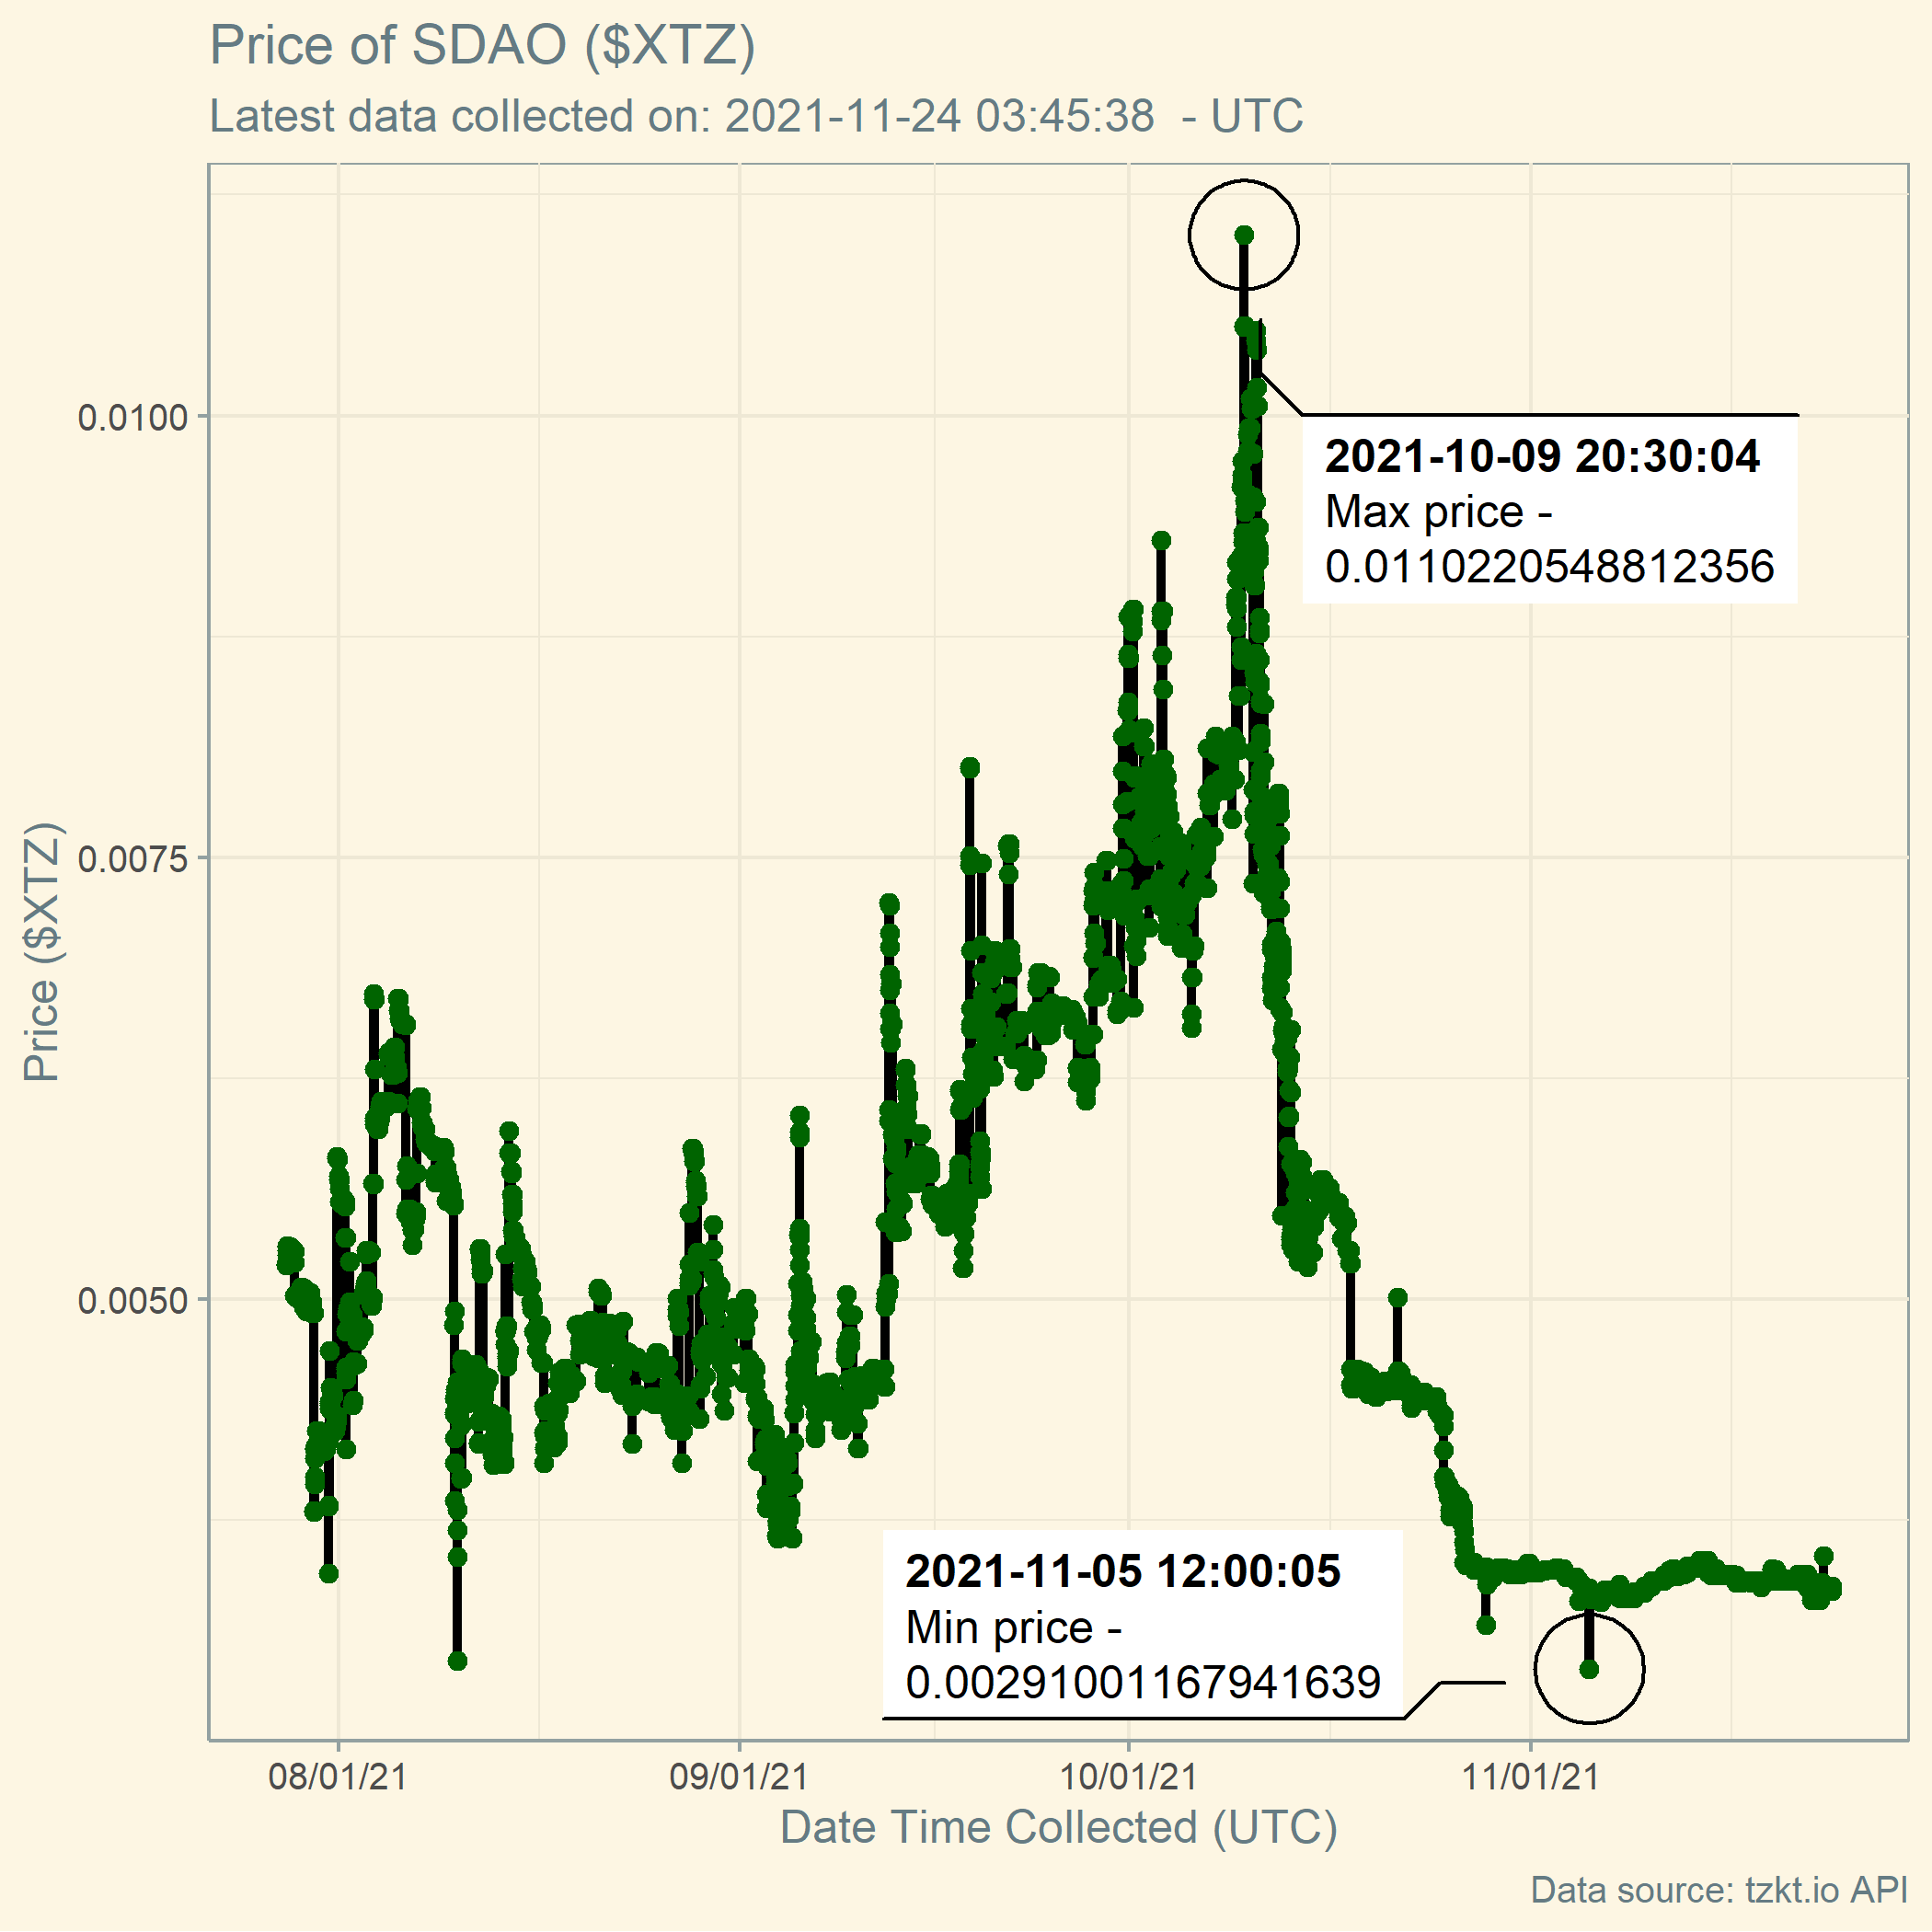 Price of SDAO ($XTZ)
Latest data collected on: 2021-11-24 03:45:38  - UTC
0.0100
2021-10-09 20:30:04
Max price -
0.0110220548812356
Price ($XTZ)
0.0075
0.0050
2021-11-05 12:00:05
Min price -
0.00291001167941639
08/01/21
09/01/21
10/01/21
11/01/21
Date Time Collected (UTC)
Data source: tzkt.io API